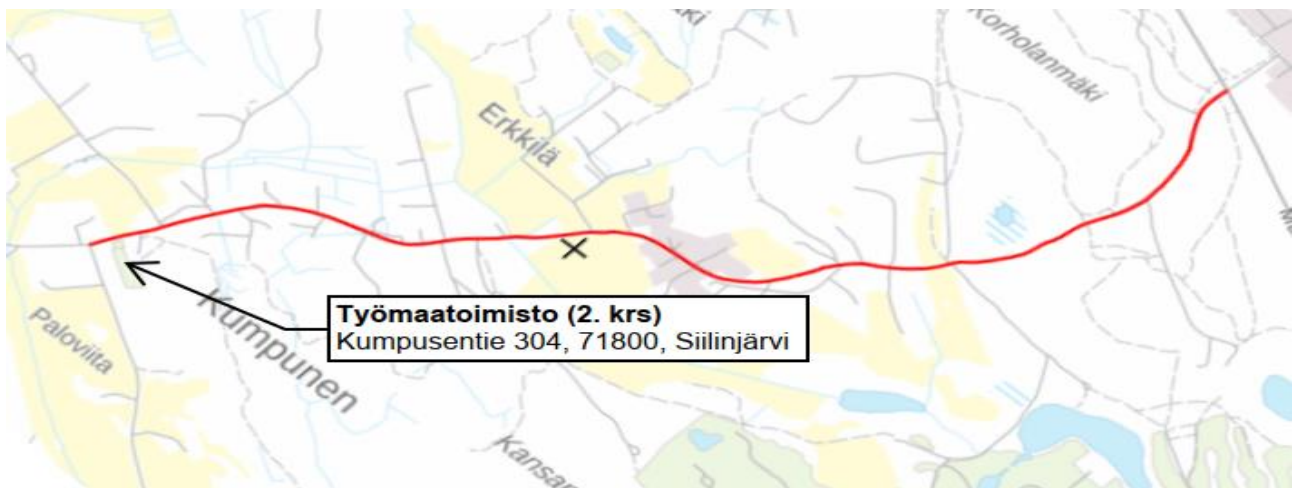 Korholanmäki
Erkkilä
Työmaatoimisto (2. krs)
Kumpusentie 304, 71800, Siilinjärvi
Paloviita
Kumpunen